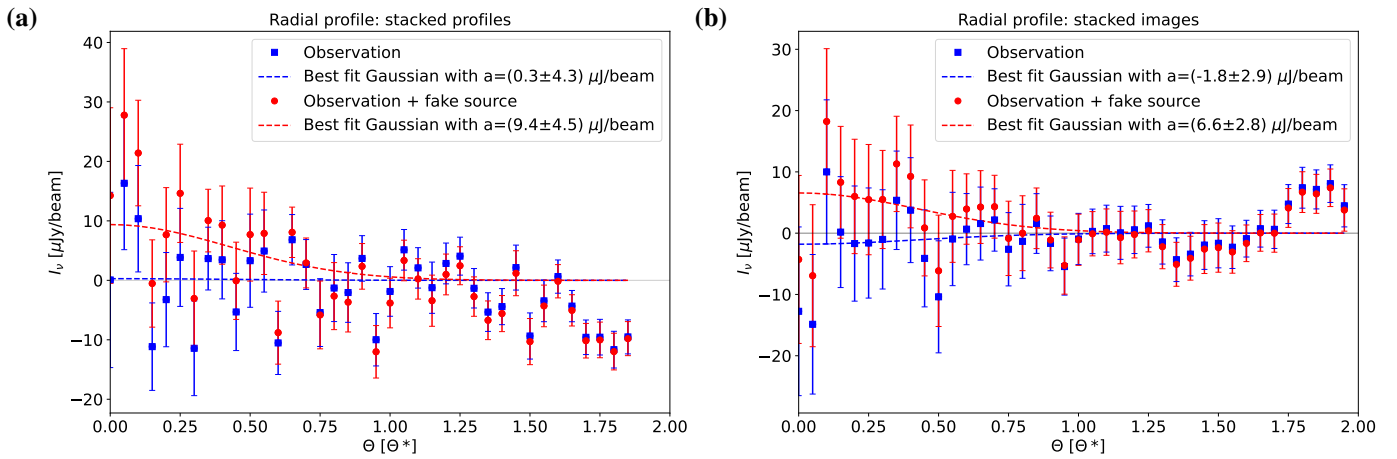 (a)
Radial profile: stacked profiles
Observation
Best fit Gaussian with a=(0.3±4.3) μJ/beam
Observation + fake source
Best fit Gaussian with a=(9.4±4.5) μJ/beam
40
30
20
10
0
−10
−20
I_ν [μJy/beam]
0.00 0.25 0.50 0.75 1.00 1.25 1.50 1.75 2.00
Θ [Θ*]
(b)
Radial profile: stacked images
Observation
Best fit Gaussian with a=(-1.8±2.9) μJ/beam
Observation + fake source
Best fit Gaussian with a=(6.6±2.8) μJ/beam
30
20
10
0
−10
−20
I_ν [μJy/beam]
0.00 0.25 0.50 0.75 1.00 1.25 1.50 1.75 2.00
Θ [Θ*]